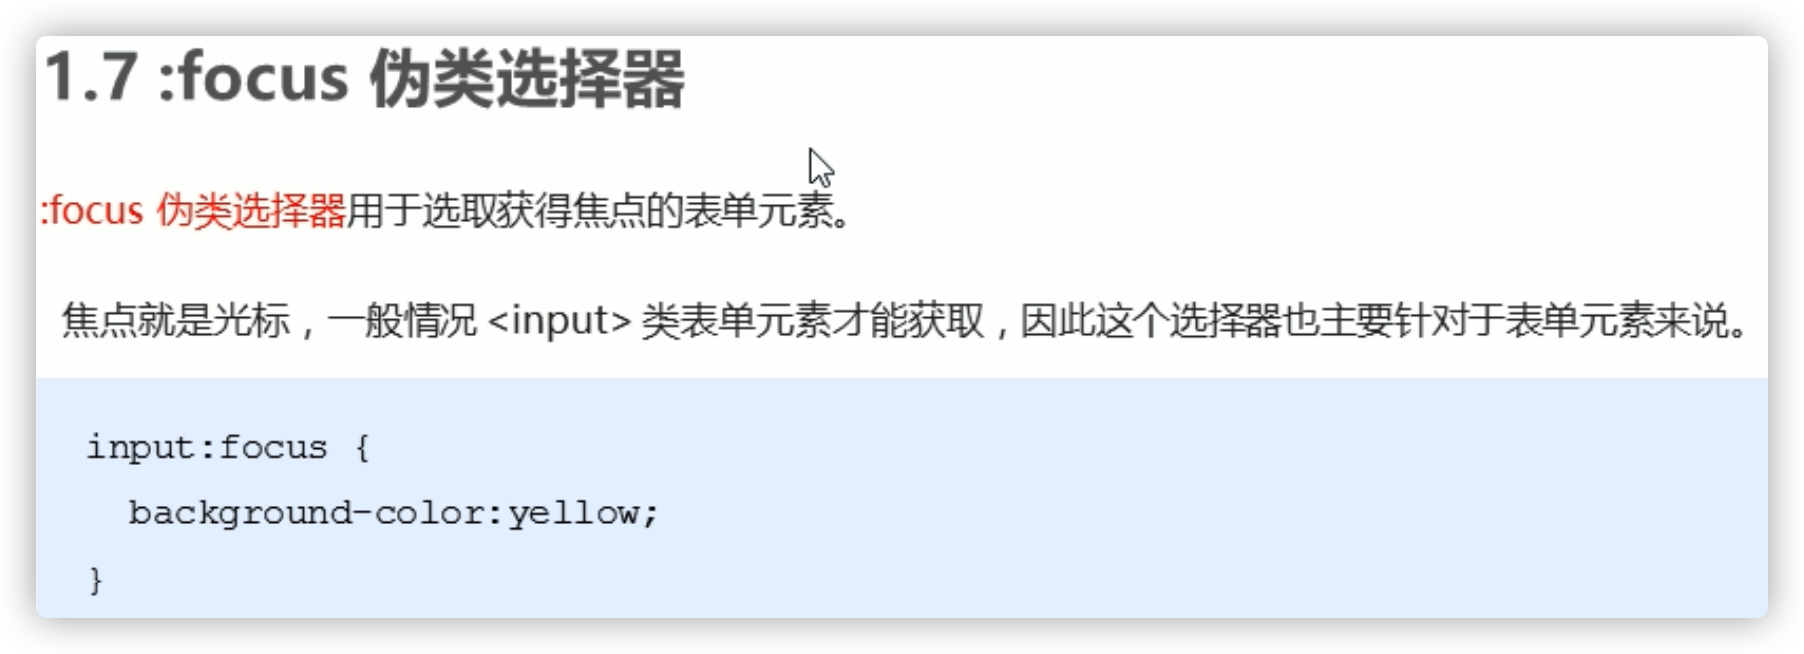 1.7 :focus 伪类选择器
:focus 伪类选择器用于选取获得焦点的表单元素。
焦点就是光标，一般情况 <input> 类表单元素才能获取，因此这个选择器也主要针对于表单元素来说。
input:focus {
  background-color:yellow;
}